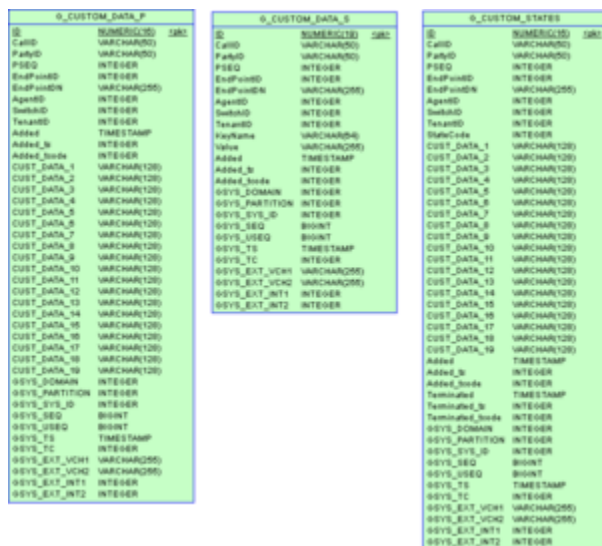 G_CUSTOM_DATA_P
ID NUMERIC(16) <pk>
CallID VARCHAR(50)
PartyID VARCHAR(50)
PSEQ INTEGER
EndPointID INTEGER
EndPointDN VARCHAR(255)
AgentID INTEGER
SwitchID INTEGER
TenantID INTEGER
Added TIMESTAMP
Added_ts INTEGER
Added_tcode INTEGER
CUST_DATA_1 VARCHAR(128)
CUST_DATA_2 VARCHAR(128)
CUST_DATA_3 VARCHAR(128)
CUST_DATA_4 VARCHAR(128)
CUST_DATA_5 VARCHAR(128)
CUST_DATA_6 VARCHAR(128)
CUST_DATA_7 VARCHAR(128)
CUST_DATA_8 VARCHAR(128)
CUST_DATA_9 VARCHAR(128)
CUST_DATA_10 VARCHAR(128)
CUST_DATA_11 VARCHAR(128)
CUST_DATA_12 VARCHAR(128)
CUST_DATA_13 VARCHAR(128)
CUST_DATA_14 VARCHAR(128)
CUST_DATA_15 VARCHAR(128)
CUST_DATA_16 VARCHAR(128)
CUST_DATA_17 VARCHAR(128)
CUST_DATA_18 VARCHAR(128)
CUST_DATA_19 VARCHAR(128)
GSYS_DOMAIN INTEGER
GSYS_PARTITION INTEGER
GSYS_SYS_ID INTEGER
GSYS_SEQ BIGINT
GSYS_USEQ BIGINT
GSYS_TS TIMESTAMP
GSYS_TC INTEGER
GSYS_EXT_VCH1 VARCHAR(255)
GSYS_EXT_VCH2 VARCHAR(255)
GSYS_EXT_INT1 INTEGER
GSYS_EXT_INT2 INTEGER
G_CUSTOM_DATA_S
ID NUMERIC(16) <pk>
CallID VARCHAR(50)
PartyID VARCHAR(50)
PSEQ INTEGER
EndPointID INTEGER
EndPointDN VARCHAR(255)
AgentID INTEGER
SwitchID INTEGER
TenantID INTEGER
KeyName VARCHAR(64)
Value VARCHAR(255)
Added TIMESTAMP
Added_ts INTEGER
Added_tcode INTEGER
GSYS_DOMAIN INTEGER
GSYS_PARTITION INTEGER
GSYS_SYS_ID INTEGER
GSYS_SEQ BIGINT
GSYS_USEQ BIGINT
GSYS_TS TIMESTAMP
GSYS_TC INTEGER
GSYS_EXT_VCH1 VARCHAR(255)
GSYS_EXT_VCH2 VARCHAR(255)
GSYS_EXT_INT1 INTEGER
GSYS_EXT_INT2 INTEGER
G_CUSTOM_STATES
ID NUMERIC(16) <pk>
CallID VARCHAR(50)
PartyID VARCHAR(50)
PSEQ INTEGER
EndPointID INTEGER
EndPointDN VARCHAR(255)
AgentID INTEGER
SwitchID INTEGER
TenantID INTEGER
StateCode INTEGER
CUST_DATA_1 VARCHAR(128)
CUST_DATA_2 VARCHAR(128)
CUST_DATA_3 VARCHAR(128)
CUST_DATA_4 VARCHAR(128)
CUST_DATA_5 VARCHAR(128)
CUST_DATA_6 VARCHAR(128)
CUST_DATA_7 VARCHAR(128)
CUST_DATA_8 VARCHAR(128)
CUST_DATA_9 VARCHAR(128)
CUST_DATA_10 VARCHAR(128)
CUST_DATA_11 VARCHAR(128)
CUST_DATA_12 VARCHAR(128)
CUST_DATA_13 VARCHAR(128)
CUST_DATA_14 VARCHAR(128)
CUST_DATA_15 VARCHAR(128)
CUST_DATA_16 VARCHAR(128)
CUST_DATA_17 VARCHAR(128)
CUST_DATA_18 VARCHAR(128)
CUST_DATA_19 VARCHAR(128)
Added TIMESTAMP
Added_ts INTEGER
Added_tcode INTEGER
Terminated TIMESTAMP
Terminated_ts INTEGER
Terminated_tcode INTEGER
GSYS_DOMAIN INTEGER
GSYS_PARTITION INTEGER
GSYS_SYS_ID INTEGER
GSYS_SEQ BIGINT
GSYS_USEQ BIGINT
GSYS_TS TIMESTAMP
GSYS_TC INTEGER
GSYS_EXT_VCH1 VARCHAR(255)
GSYS_EXT_VCH2 VARCHAR(255)
GSYS_EXT_INT1 INTEGER
GSYS_EXT_INT2 INTEGER